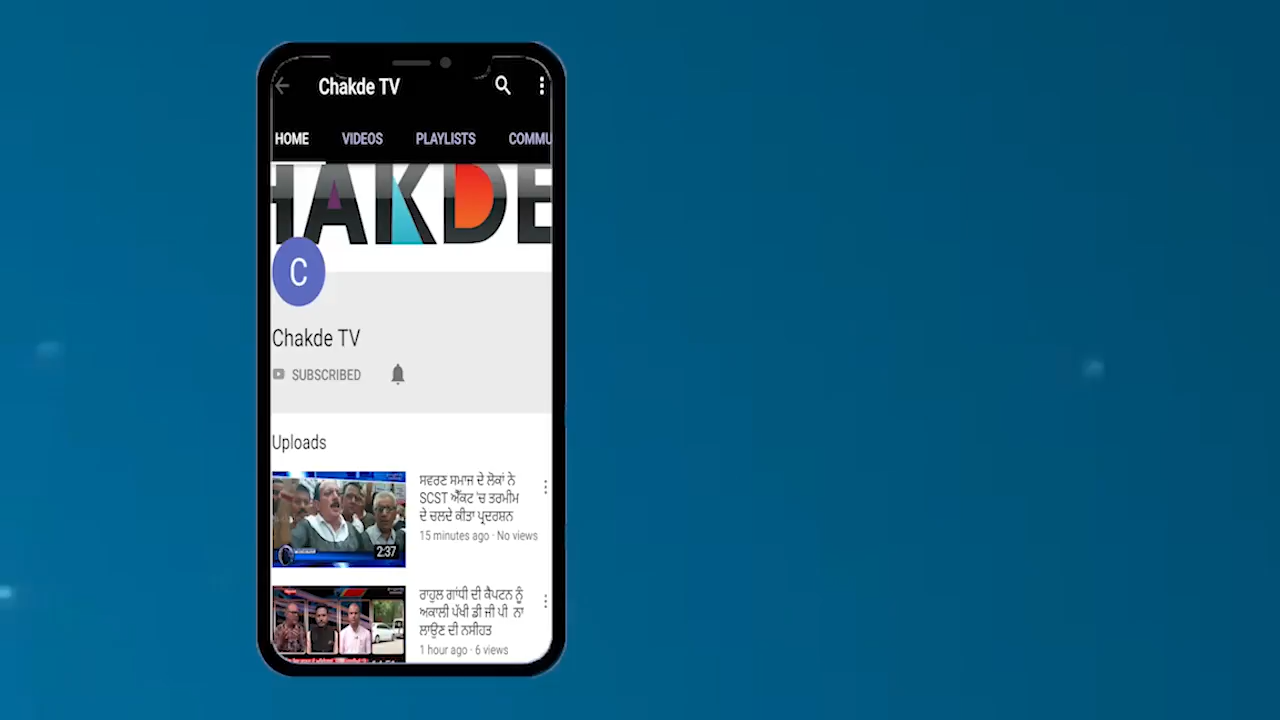 Chakde TV
HOME VIDEOS PLAYLISTS COMMU
HAKDE
C
Chakde TV
SUBSCRIBED
Uploads
ਸਵਰਣ ਸਮਾਜ ਦੇ ਲੋਕਾਂ ਨੇ
SCST ਐਕਟ 'ਚ ਤਰਮੀਮ
ਦੇ ਚਲਦੇ ਕੀਤਾ ਪ੍ਰਦਰਸ਼ਨ
15 minutes ago · No views
2:37
ਰਾਹੁਲ ਗਾਂਧੀ ਦੀ ਕੈਪਟਨ ਨੂੰ
ਅਕਾਲੀ ਪੱਖੀ ਡੀ ਜੀ ਪੀ ਨਾ
ਲਾਉਣ ਦੀ ਨਸੀਹਤ
1 hour ago · 6 views